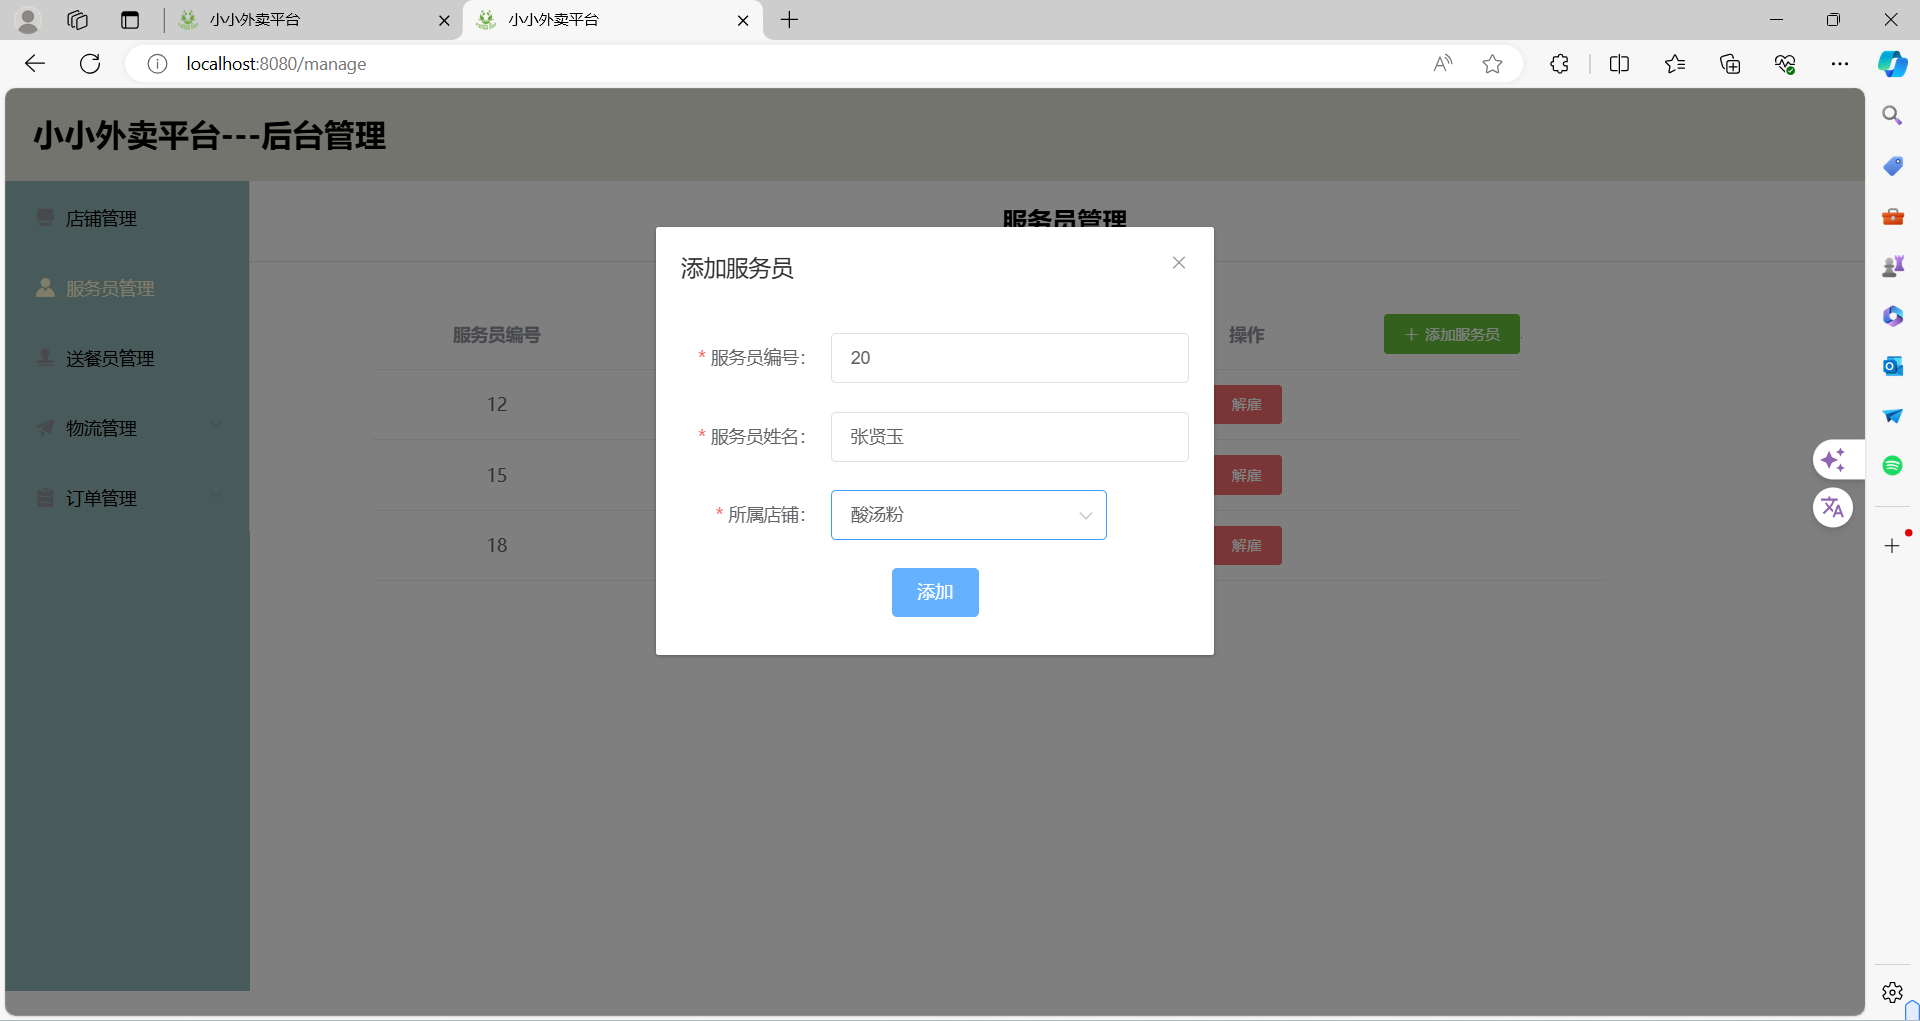 小小外卖平台
小小外卖平台
localhost:8080/manage
小小外卖平台---后台管理
店铺管理
服务员管理
送餐员管理
物流管理
订单管理
服务员管理
服务员编号
操作
+ 添加服务员
12
解雇
15
解雇
18
解雇
添加服务员
* 服务员编号:
20
* 服务员姓名:
张贤玉
* 所属店铺:
酸汤粉
添加